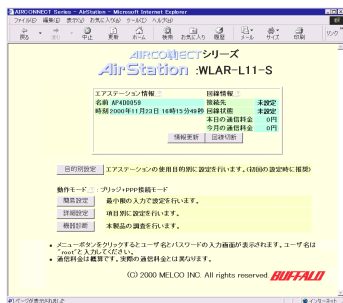 AIRCONNECT Series - AirStation - Microsoft Internet Explorer
ファイル(F) 編集(E) 表示(V) お気に入り(A) ツール(T) ヘルプ(H)
戻る 進む 中止 更新 ホーム 検索 お気に入り 履歴 メール サイズ 印刷 リンク
AIRCONNECTシリーズ
AirStation :WLAR-L11-S
エアステーション情報 回線情報
名前 AP4D0059 接続先 未設定
時刻 2000年11月23日 16時15分49秒 回線状態 未設定
本日の通信料金 0円
今月の通信料金 0円
情報更新 回線切断
目的別設定 エアステーションの使用目的別に設定を行います。(初回の設定時に推奨)
動作モード :ブリッジ+PPP接続モード
簡易設定 最小限の入力で設定を行います。
詳細設定 項目別に設定を行います。
機器診断 本製品の調査を行います。
• メニューボタンをクリックするとユーザ名とパスワードの入力画面が表示されます。ユーザ名は
"root"と入力してください。
• 通信料金は概算です。実際の通信料金とは異なります。
(C) 2000 MELCO INC. All rights reserved. BUFFALO
ページが表示されました
インターネット